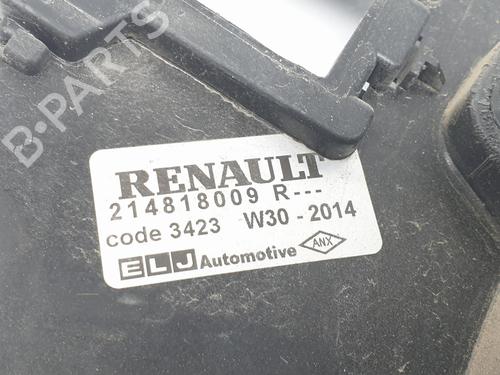 B-PARTS
RENAULT
214818009 R---
code 3423 W30 - 2014
ELJ Automotive ANX